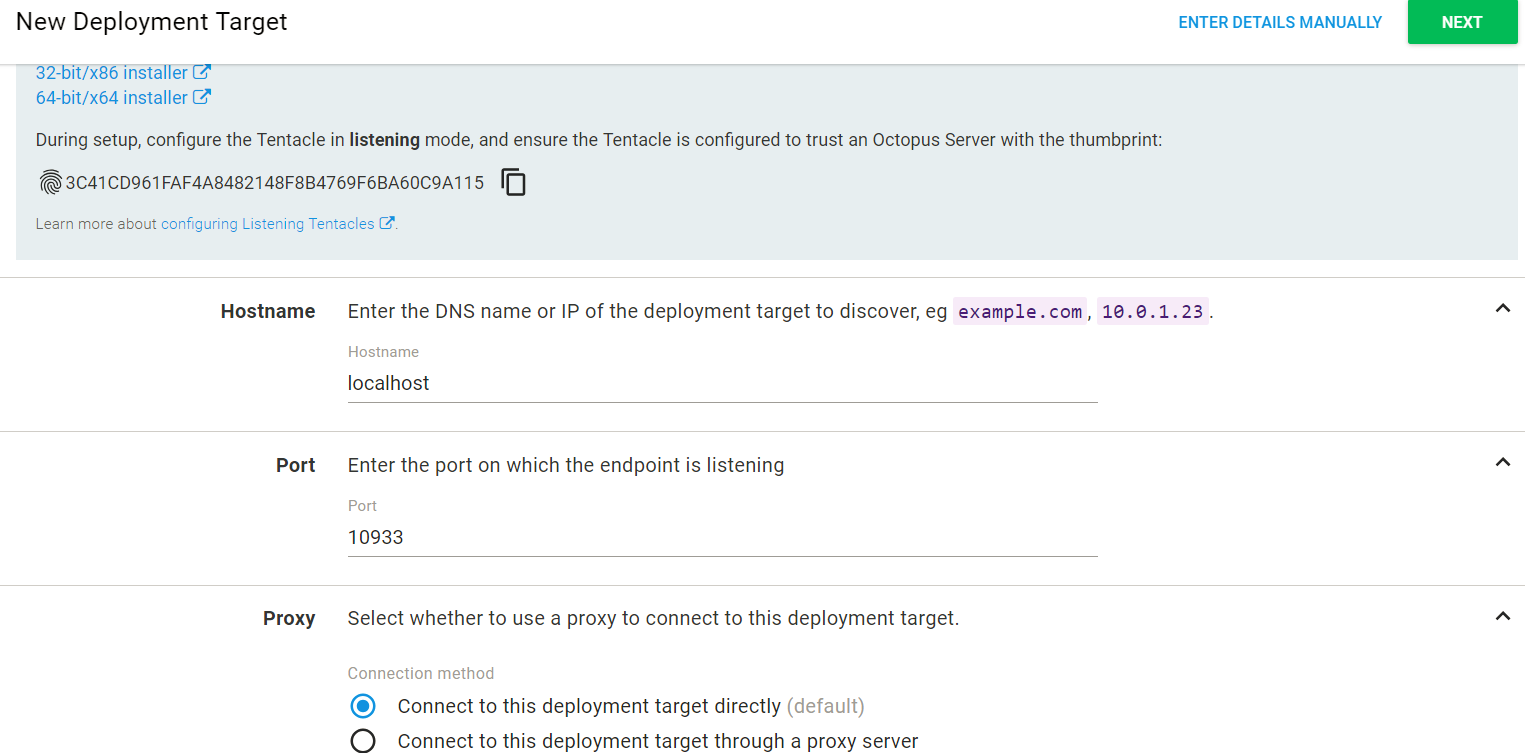 New Deployment Target
ENTER DETAILS MANUALLY
NEXT
32-bit/x86 installer
64-bit/x64 installer
During setup, configure the Tentacle in listening mode, and ensure the Tentacle is configured to trust an Octopus Server with the thumbprint:
3C41CD961FAF4A8482148F8B4769F6BA60C9A115
Learn more about configuring Listening Tentacles.
Hostname
Enter the DNS name or IP of the deployment target to discover, eg example.com, 10.0.1.23.
Hostname
localhost
Port
Enter the port on which the endpoint is listening
Port
10933
Proxy
Select whether to use a proxy to connect to this deployment target.
Connection method
Connect to this deployment target directly (default)
Connect to this deployment target through a proxy server